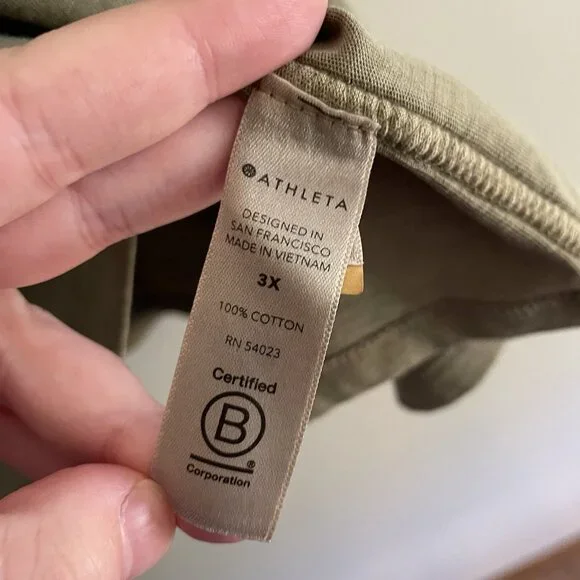 ATHLETA
DESIGNED IN
SAN FRANCISCO
MADE IN VIETNAM
3X
100% COTTON
RN 54023
Certified
B
®
Corporation